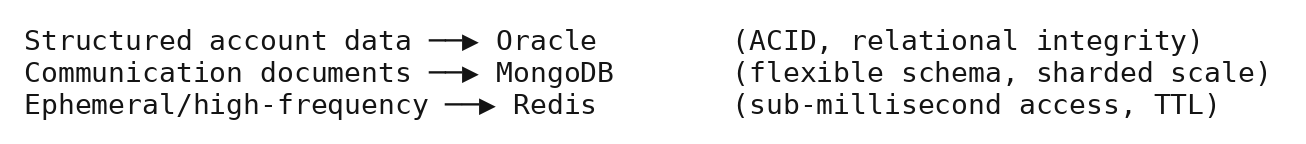 Structured account data ──▶ Oracle        (ACID, relational integrity)
Communication documents ──▶ MongoDB       (flexible schema, sharded scale)
Ephemeral/high-frequency ──▶ Redis        (sub-millisecond access, TTL)